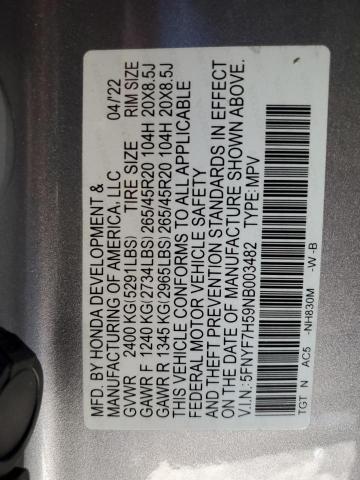 MFD. BY HONDA DEVELOPMENT &
MANUFACTURING OF AMERICA, LLC 04/'22
GVWR 2400 KG(5291LBS) TIRE SIZE RIM SIZE
GAWR F 1240 KG(2734LBS) 265/45R20 104H 20X8.5J
GAWR R 1345 KG(2965LBS) 265/45R20 104H 20X8.5J
THIS VEHICLE CONFORMS TO ALL APPLICABLE
FEDERAL MOTOR VEHICLE SAFETY
AND THEFT PREVENTION STANDARDS IN EFFECT
ON THE DATE OF MANUFACTURE SHOWN ABOVE.
V.I.N.:5FNYF7H59NB003482 TYPE:MPV
TGT N AC5 -NH830M -W -B